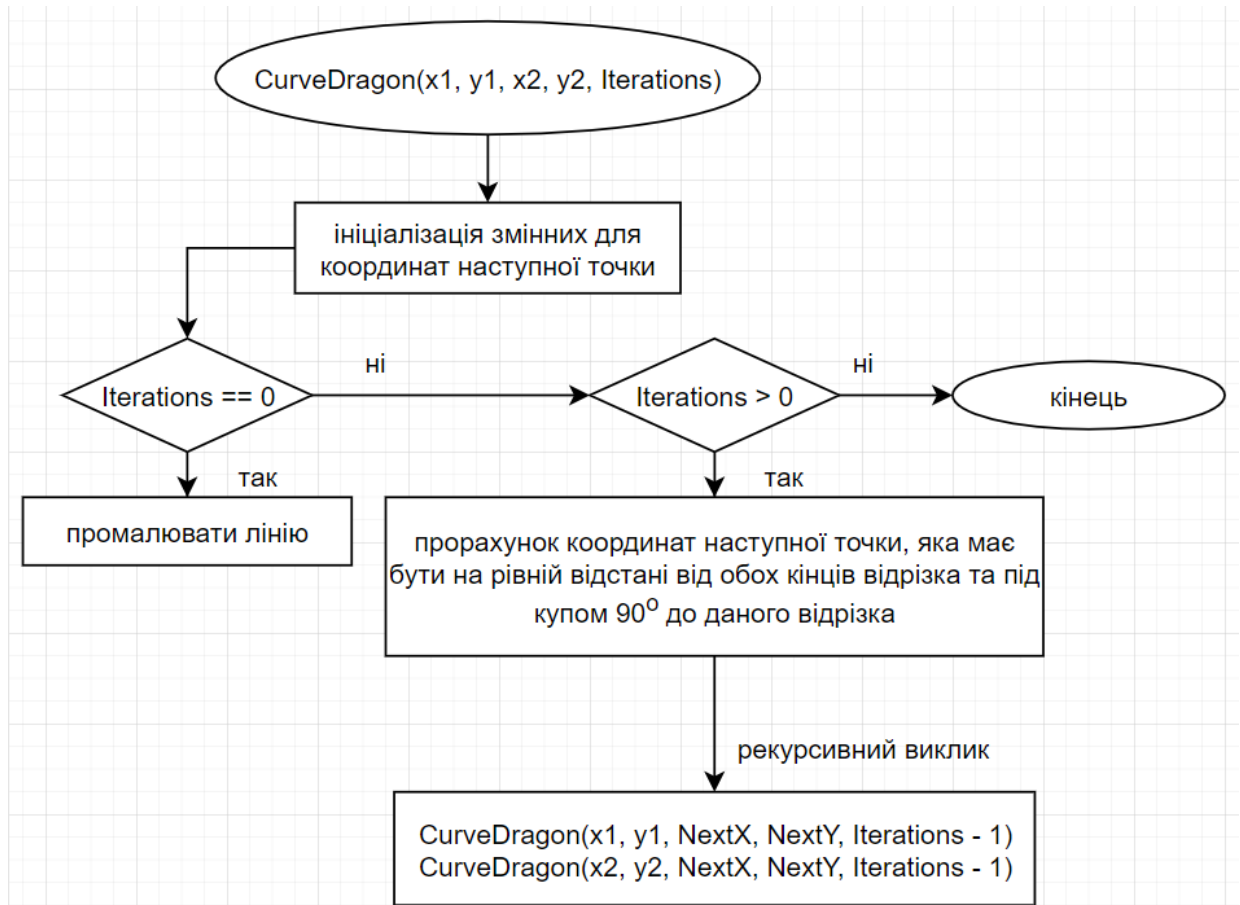 CurveDragon(x1, y1, x2, y2, Iterations)
ініціалізація змінних для
координат наступної точки
Iterations == 0
ні
Iterations > 0
ні
кінець
так
так
промалювати лінію
прорахунок координат наступної точки, яка має
бути на рівній відстані від обох кінців відрізка та під
купом 90º до даного відрізка
рекурсивний виклик
CurveDragon(x1, y1, NextX, NextY, Iterations - 1)
CurveDragon(x2, y2, NextX, NextY, Iterations - 1)